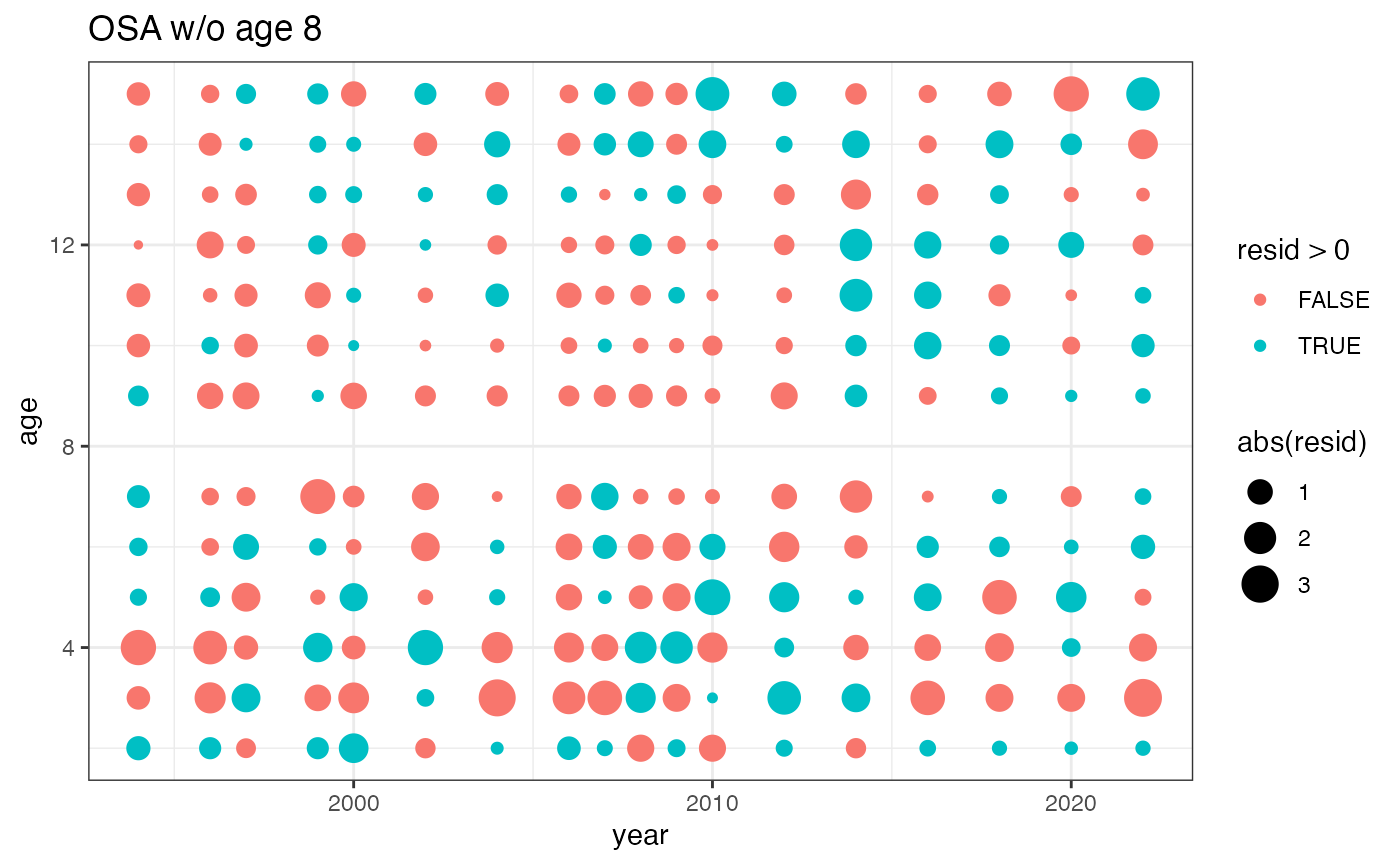 OSA w/o age 8
age
12
8
4
2000
2010
2020
year
resid > 0
FALSE
TRUE
abs(resid)
1
2
3